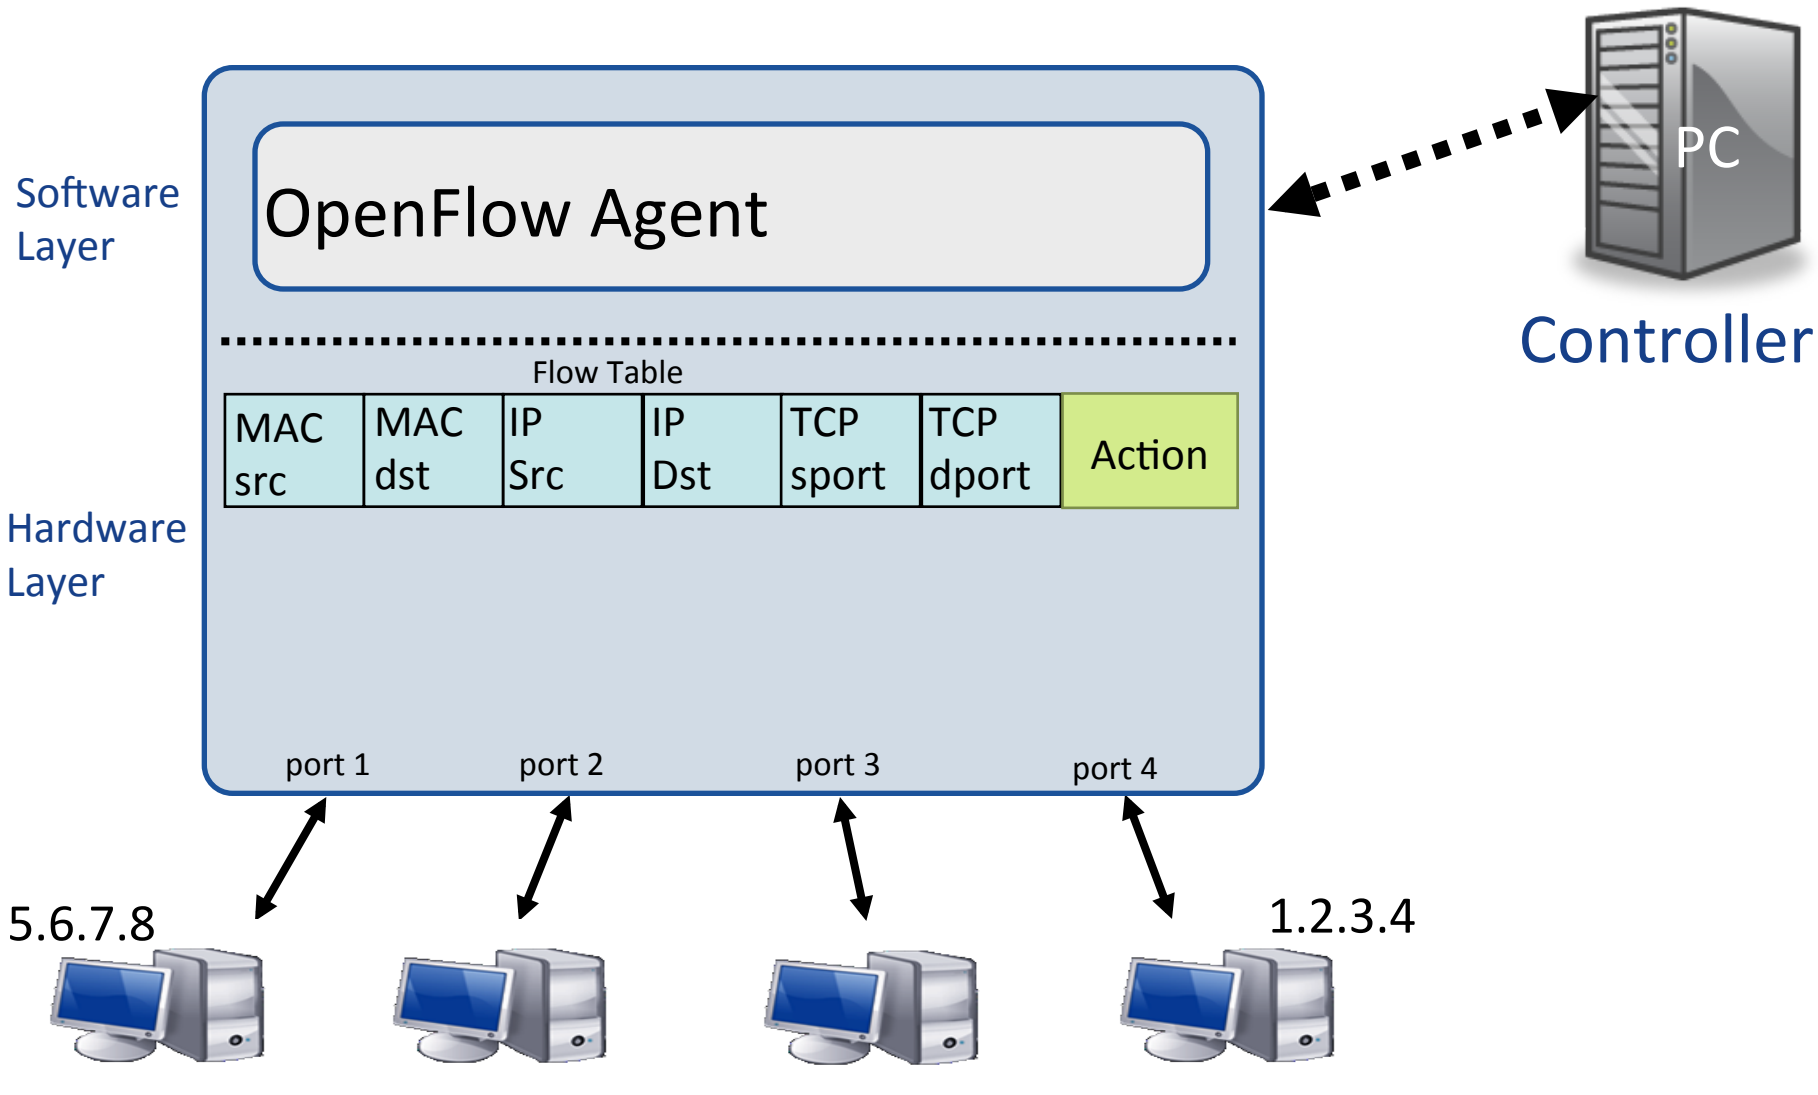 PC
Controller
Software
Layer
OpenFlow Agent
Flow Table
MAC
src
MAC
dst
IP
Src
IP
Dst
TCP
sport
TCP
dport
Action
Hardware
Layer
port 1
port 2
port 3
port 4
5.6.7.8
1.2.3.4